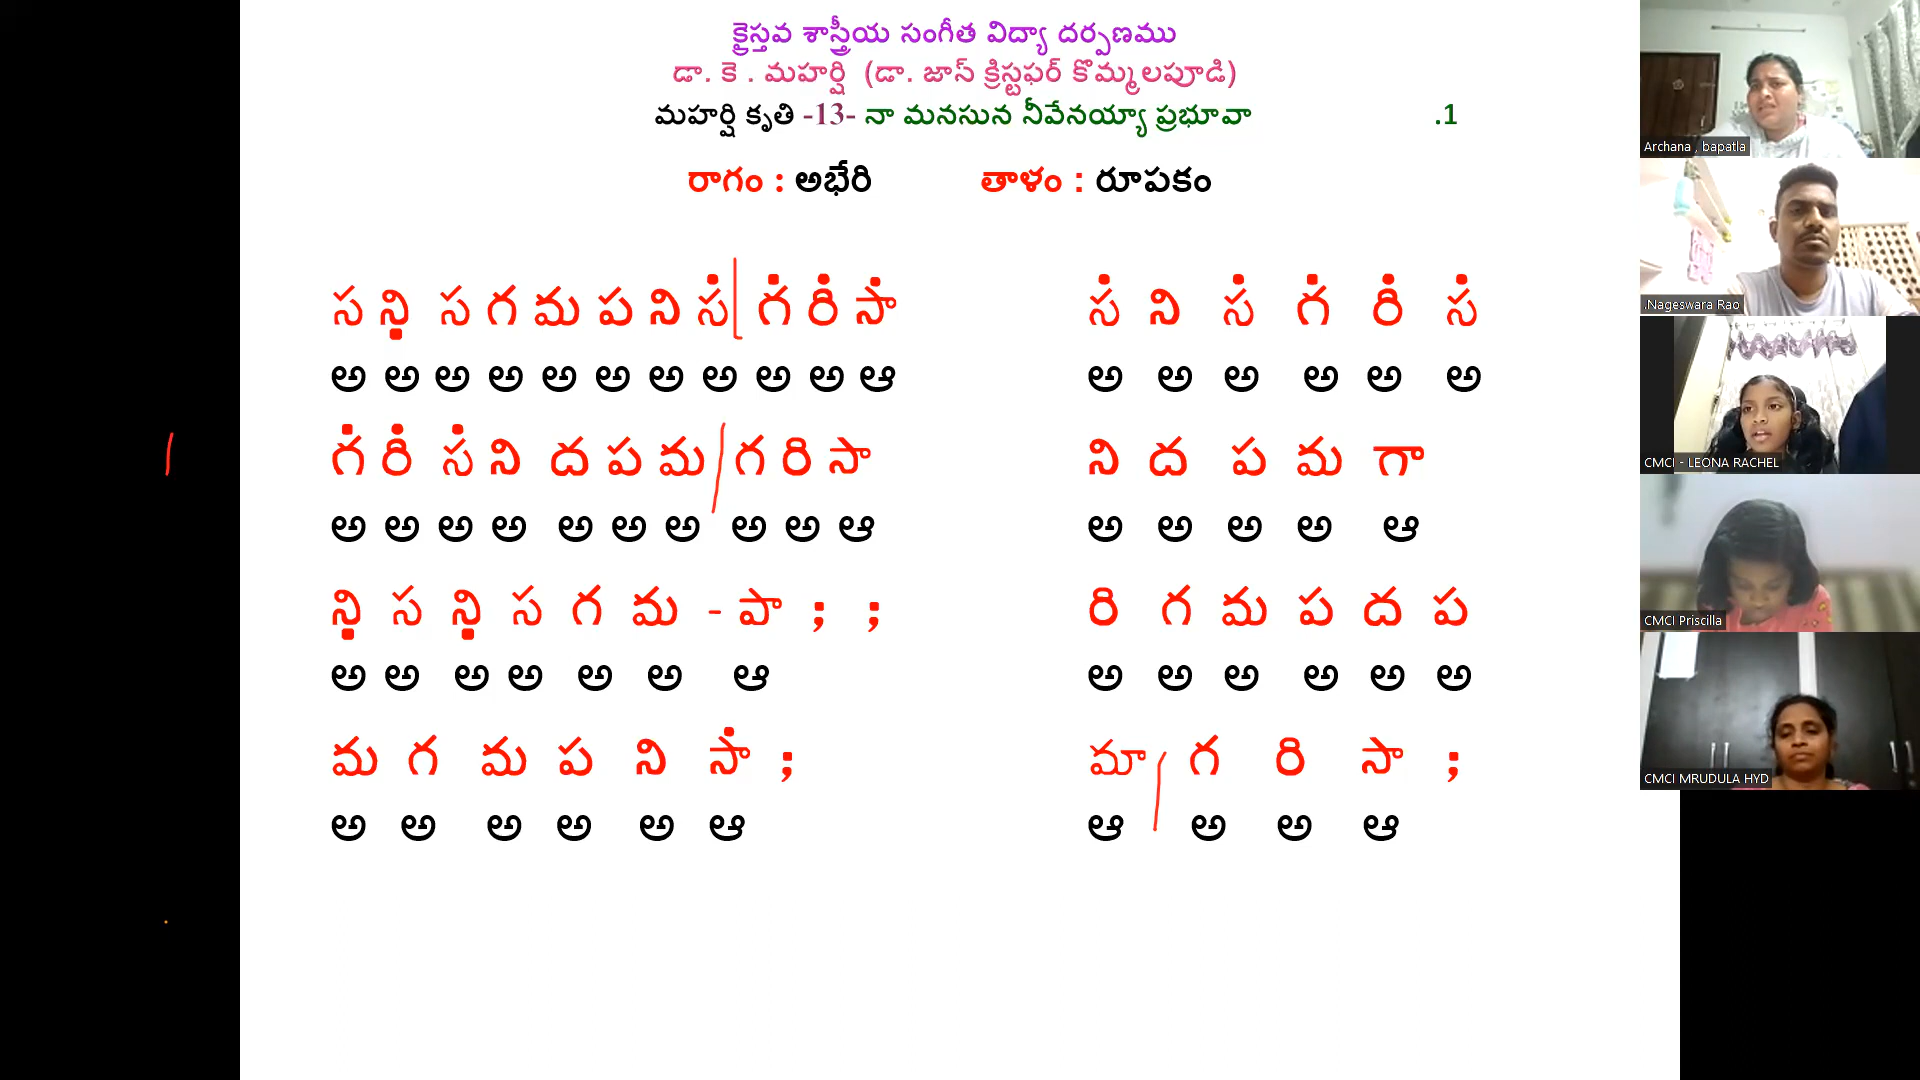 క్రైస్తవ శాస్త్రీయ సంగీత విద్యా దర్పణము
డా. కె . మహర్షి (డా. జాస్ క్రిస్టఫర్ కొమ్మలపూడి)
మహర్షి కృతి -13- నా మనసున నీవేనయ్యా ప్రభూవా .1
రాగం : అభేరి తాళం : రూపకం
స ని̣ స గ మ ప ని స̇ గ̇ రి̇ సా̇ స̇ ని స̇ గ̇ రి̇ స̇
అ అ అ అ అ అ అ అ అ అ ఆ అ అ అ అ అ అ
గ̇ రి̇ స̇ ని ద ప మ గ రి సా ని ద ప మ గా
అ అ అ అ అ అ అ అ అ ఆ అ అ అ అ ఆ
ని̣ స ని̣ స గ మ - పా ; ; రి గ మ ప ద ప
అ అ అ అ అ అ ఆ అ అ అ అ అ అ
మ గ మ ప ని సా̇ ; మా గ రి సా ;
అ అ అ అ అ ఆ ఆ అ అ ఆ
Archana , bapatla
.Nageswara Rao
CMCI - LEONA RACHEL
CMCI Priscilla
CMCI MRUDULA HYD